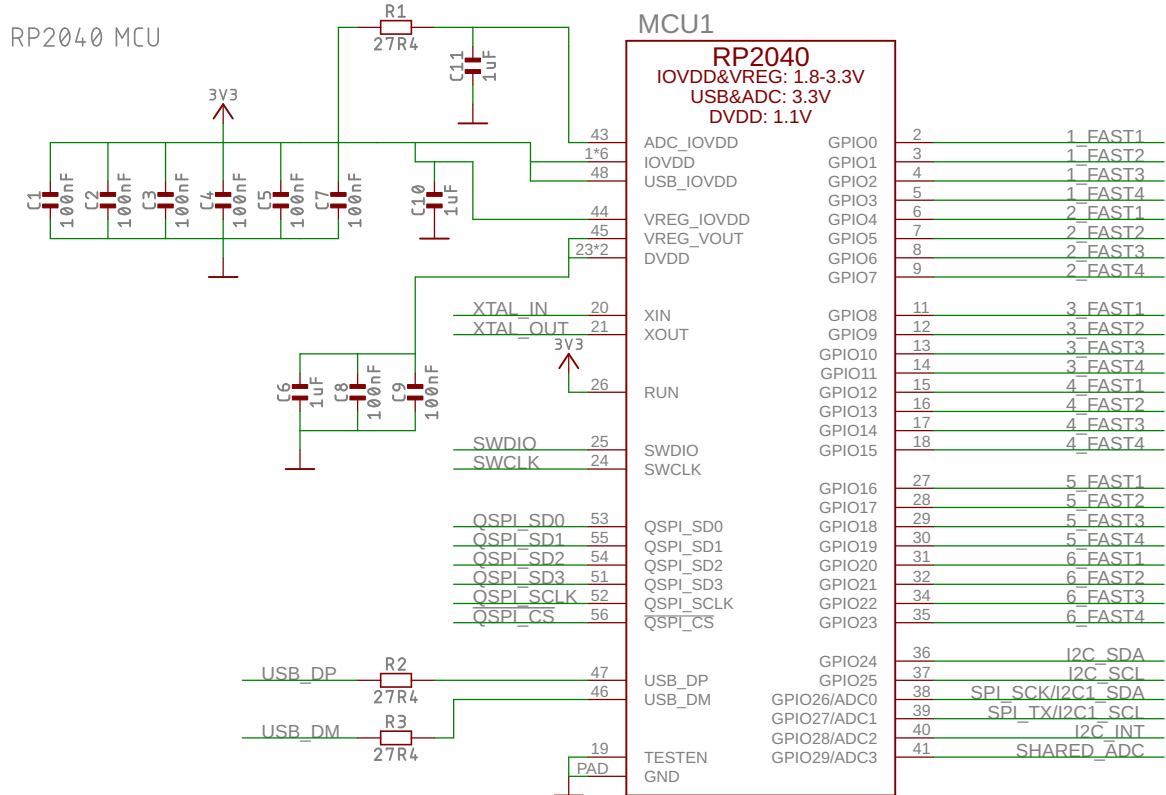 RP2040 MCU
R1
27R4
C11
1uF
3V3
C1
100nF
C2
100nF
C3
100nF
C4
100nF
C5
100nF
C7
100nF
C10
1uF
C6
1uF
C8
100nF
C9
100nF
MCU1
RP2040
IOVDD&VREG: 1.8-3.3V
USB&ADC: 3.3V
DVDD: 1.1V
43 ADC_IOVDD
1*6 IOVDD
48 USB_IOVDD
44 VREG_IOVDD
45 VREG_VOUT
23*2 DVDD
XTAL_IN 20 XIN
XTAL_OUT 21 XOUT
3V3
26 RUN
SWDIO 25 SWDIO
SWCLK 24 SWCLK
QSPI_SD0 53 QSPI_SD0
QSPI_SD1 55 QSPI_SD1
QSPI_SD2 54 QSPI_SD2
QSPI_SD3 51 QSPI_SD3
QSPI_SCLK 52 QSPI_SCLK
QSPI_CS 56 QSPI_CS
USB_DP R2 47 USB_DP
27R4
46 USB_DM
USB_DM R3
27R4
19 TESTEN
PAD GND
GPIO0 2 1_FAST1
GPIO1 3 1_FAST2
GPIO2 4 1_FAST3
GPIO3 5 1_FAST4
GPIO4 6 2_FAST1
GPIO5 7 2_FAST2
GPIO6 8 2_FAST3
GPIO7 9 2_FAST4
GPIO8 11 3_FAST1
GPIO9 12 3_FAST2
GPIO10 13 3_FAST3
GPIO11 14 3_FAST4
GPIO12 15 4_FAST1
GPIO13 16 4_FAST2
GPIO14 17 4_FAST3
GPIO15 18 4_FAST4
GPIO16 27 5_FAST1
GPIO17 28 5_FAST2
GPIO18 29 5_FAST3
GPIO19 30 5_FAST4
GPIO20 31 6_FAST1
GPIO21 32 6_FAST2
GPIO22 34 6_FAST3
GPIO23 35 6_FAST4
GPIO24 36 I2C_SDA
GPIO25 37 I2C_SCL
GPIO26/ADC0 38 SPI_SCK/I2C1_SDA
GPIO27/ADC1 39 SPI_TX/I2C1_SCL
GPIO28/ADC2 40 I2C_INT
GPIO29/ADC3 41 SHARED_ADC